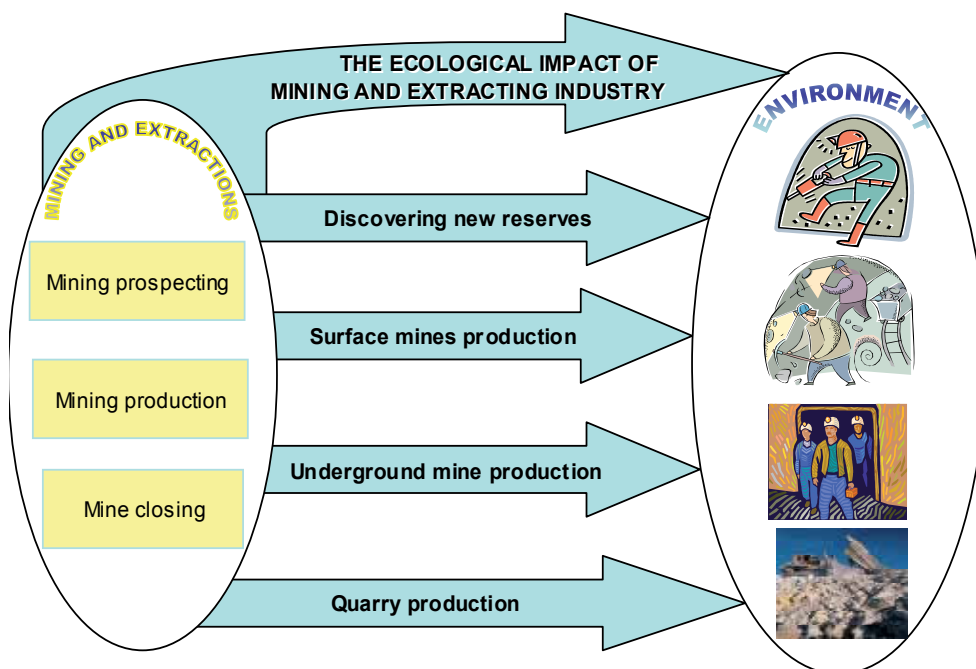 THE ECOLOGICAL IMPACT OF
MINING AND EXTRACTING INDUSTRY
MINING AND EXTRACTIONS
ENVIRONMENT
Discovering new reserves
Mining prospecting
Surface mines production
Mining production
Underground mine production
Mine closing
Quarry production